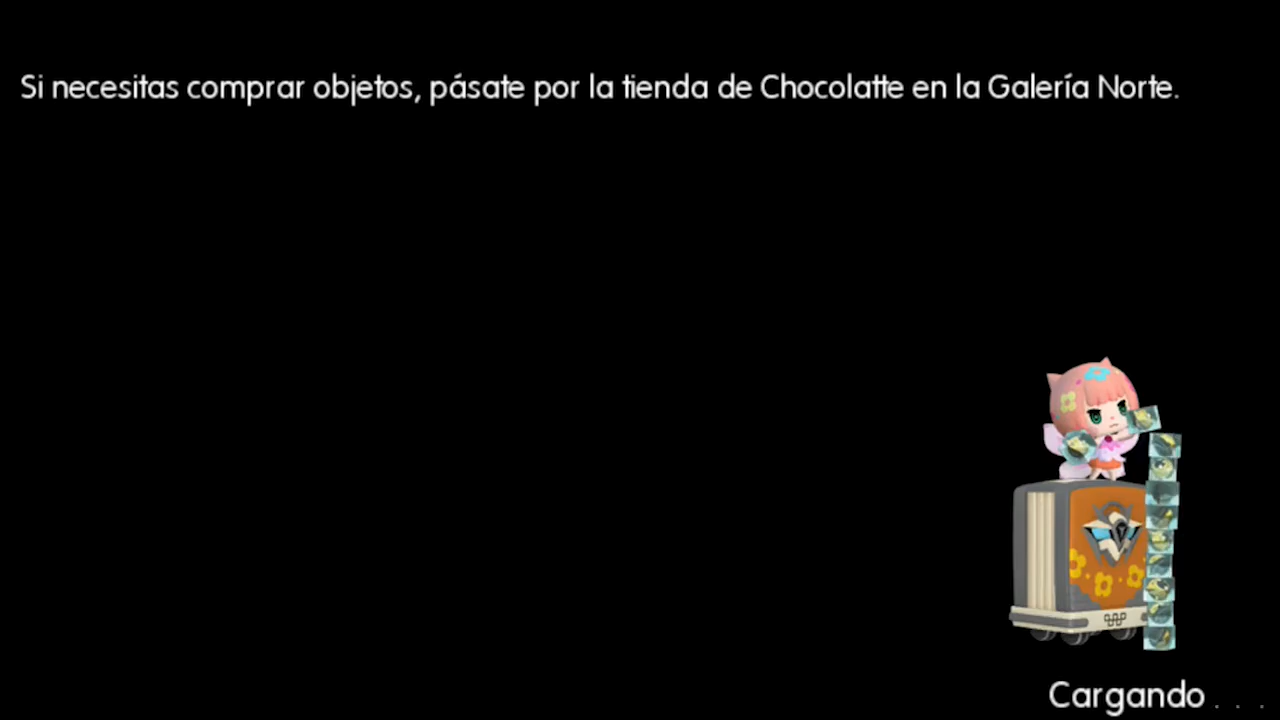 Si necesitas comprar objetos, pásate por la tienda de Chocolatte en la Galería Norte.
Cargando . . .